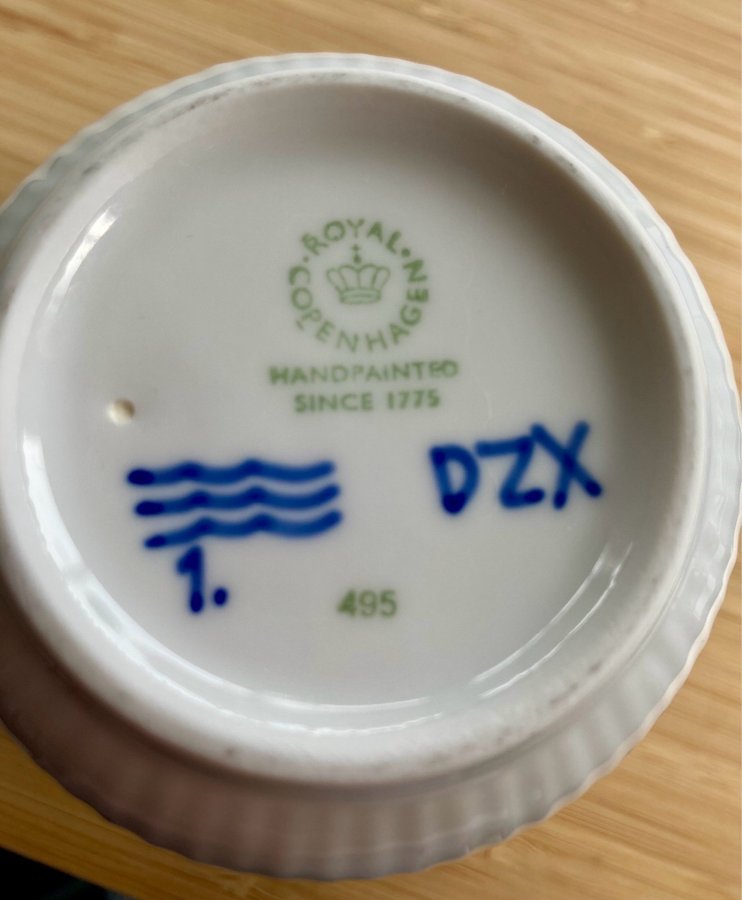 ROYAL
COPENHAGEN
HANDPAINTED
SINCE 1775
DZX
1.
495